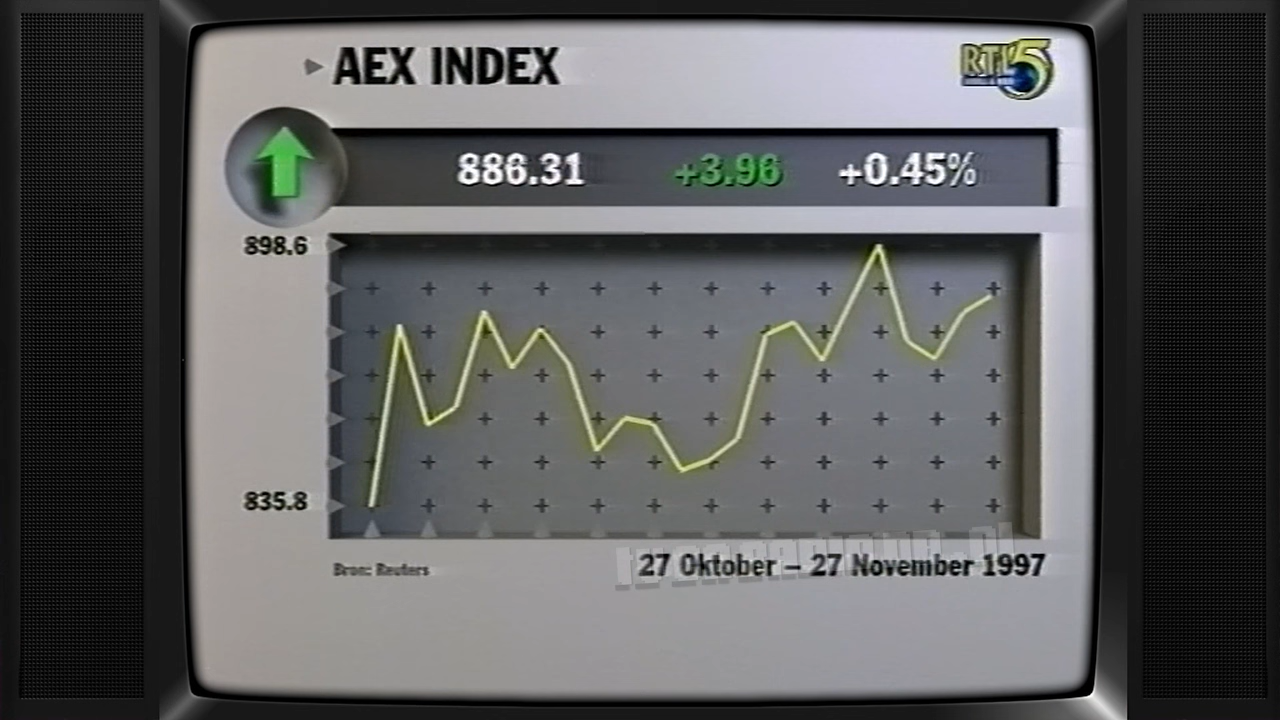 AEX INDEX
RTL5
886.31 +3.96 +0.45%
898.6
835.8
Bron: Reuters
27 Oktober – 27 November 1997